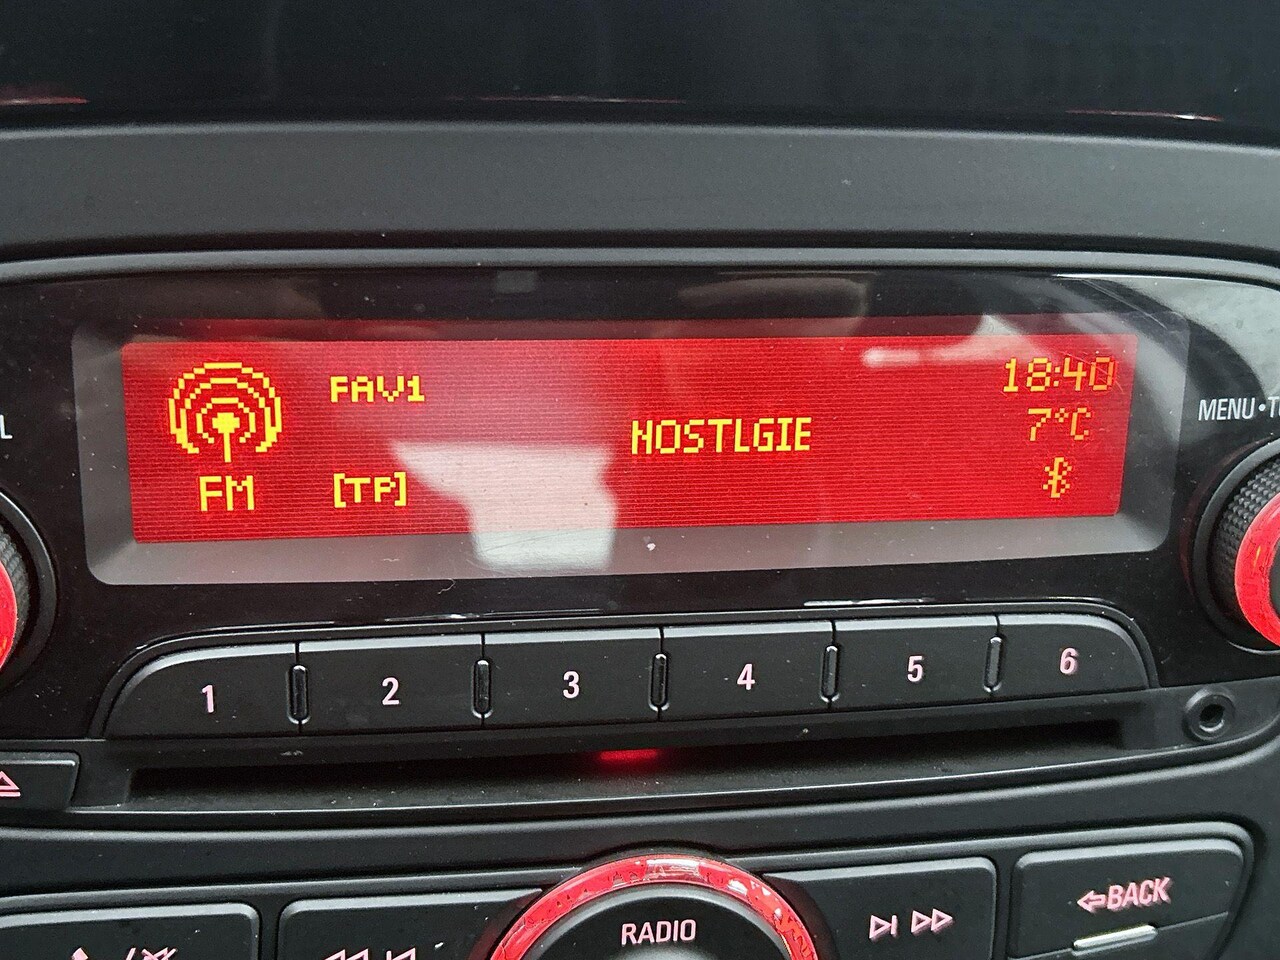 L
FAV1
18:40
NOSTLGIE
7°C
MENU•T
FM
[TP]
1 2 3 4 5 6
RADIO
BACK